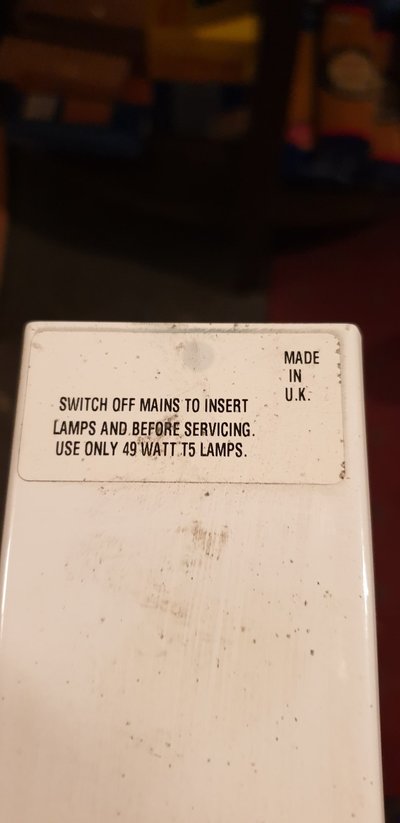 MADE
IN
U.K.
SWITCH OFF MAINS TO INSERT
LAMPS AND BEFORE SERVICING.
USE ONLY 49 WATT T5 LAMPS.